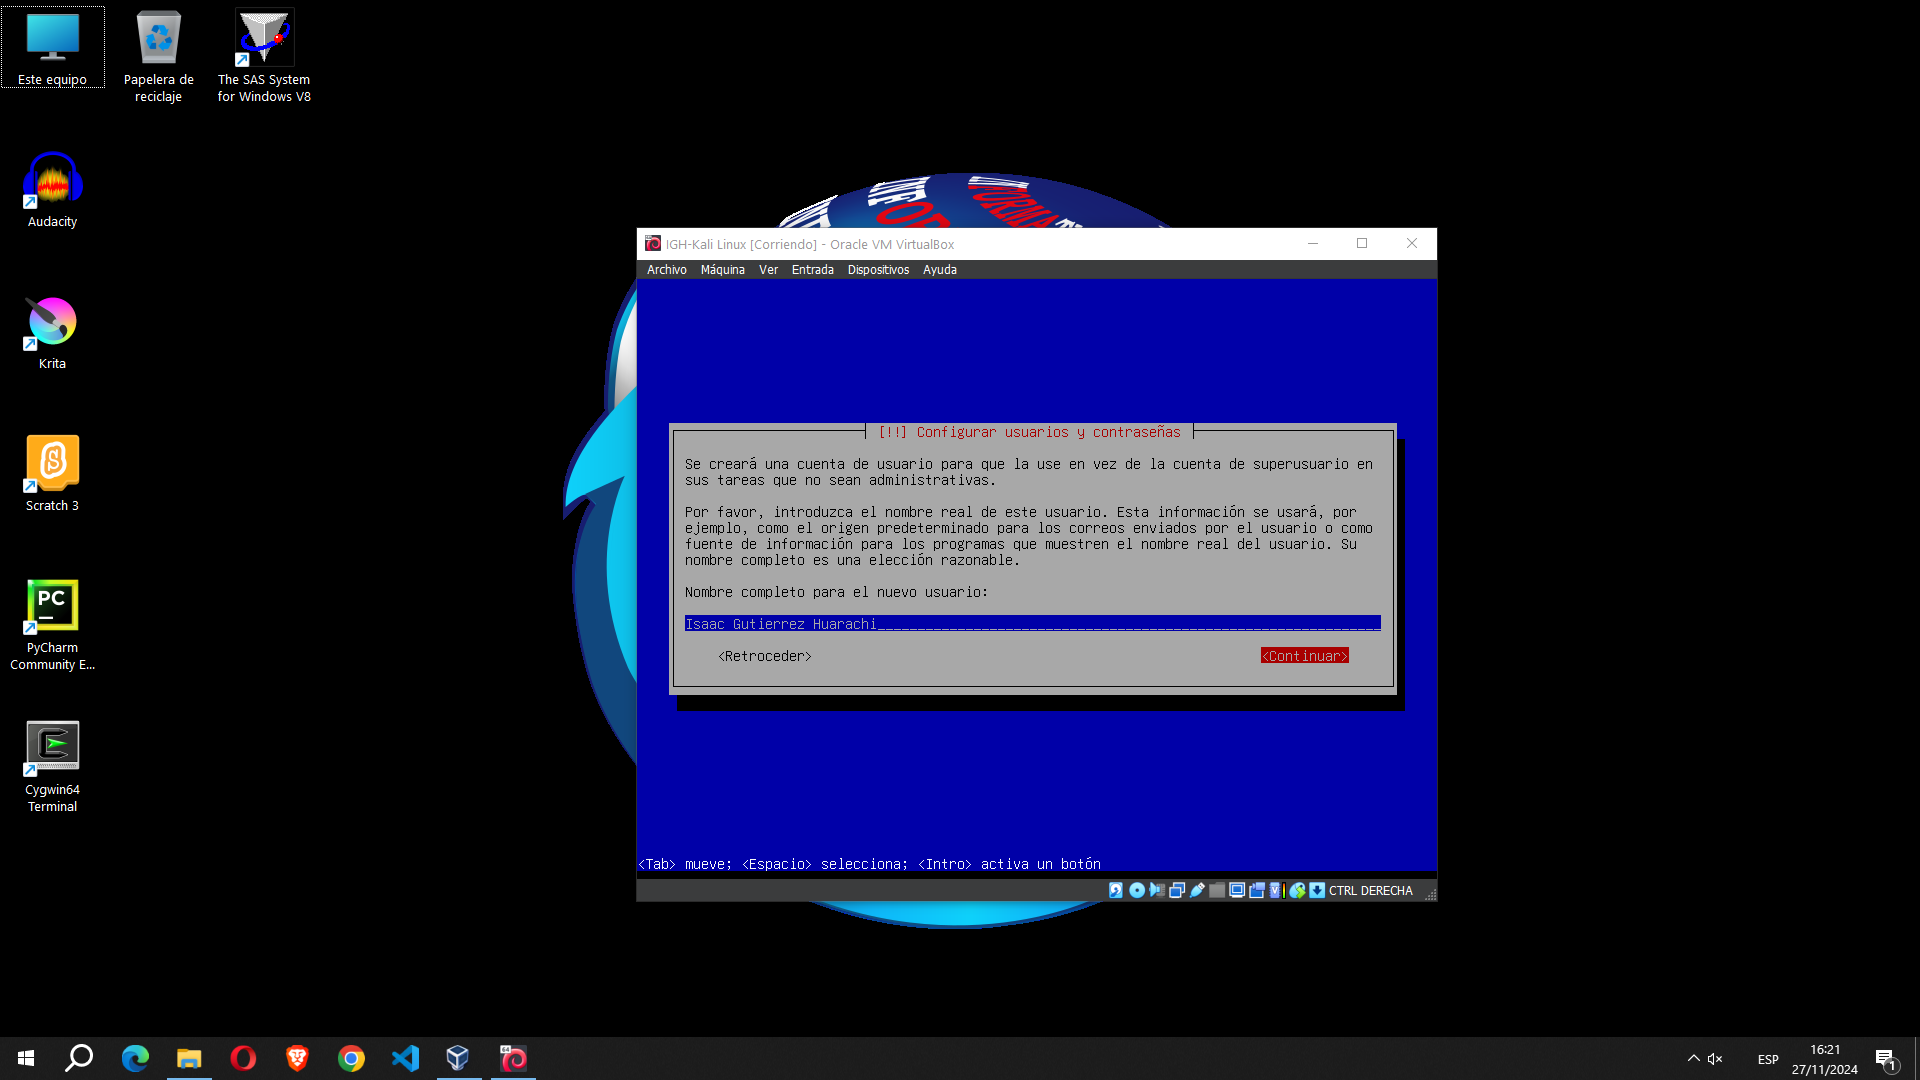 Este equipo
Papelera de
reciclaje
The SAS System
for Windows V8
Audacity
Krita
Scratch 3
PC
PyCharm
Community E...
Cygwin64
Terminal
IGH-Kali Linux [Corriendo] - Oracle VM VirtualBox
Archivo Máquina Ver Entrada Dispositivos Ayuda
[!!] Configurar usuarios y contraseñas
Se creará una cuenta de usuario para que la use en vez de la cuenta de superusuario en
sus tareas que no sean administrativas.
Por favor, introduzca el nombre real de este usuario. Esta información se usará, por
ejemplo, como el origen predeterminado para los correos enviados por el usuario o como
fuente de información para los programas que muestren el nombre real del usuario. Su
nombre completo es una elección razonable.
Nombre completo para el nuevo usuario:
Isaac Gutierrez Huarachi
<Retroceder> <Continuar>
<Tab> mueve; <Espacio> selecciona; <Intro> activa un botón
CTRL DERECHA
ESP
16:21
27/11/2024
1